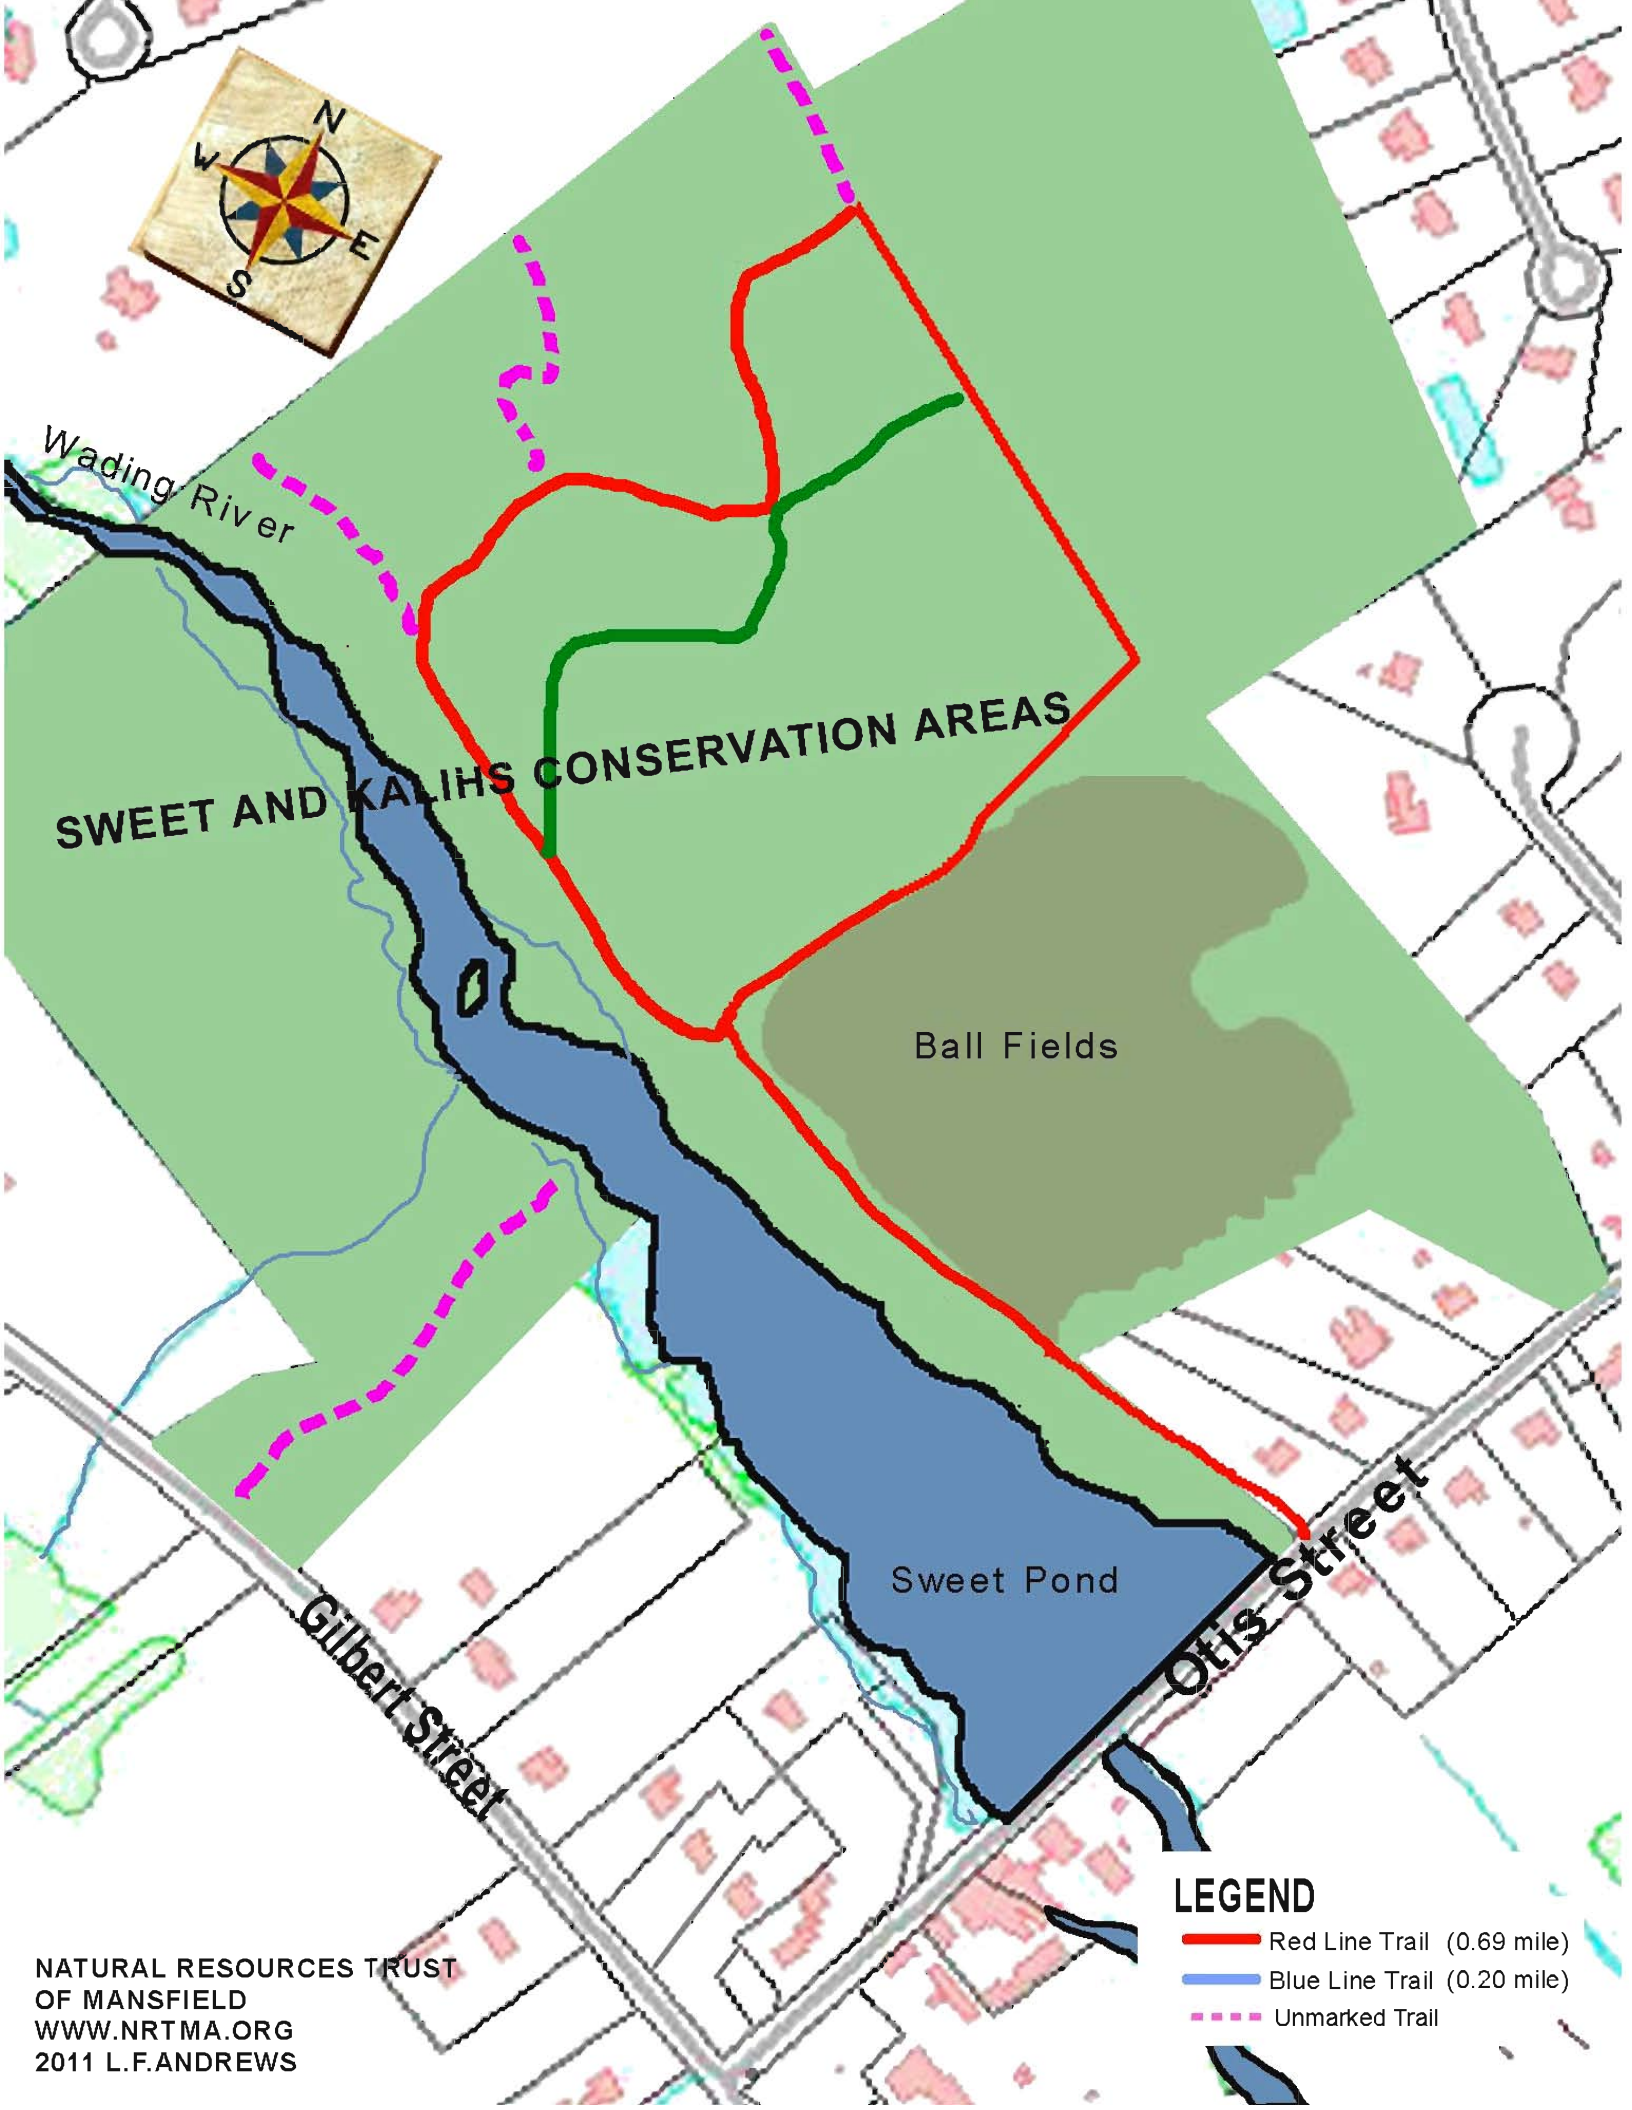 N
W
E
S
Wading River
SWEET AND KALIHS CONSERVATION AREAS
Ball Fields
Sweet Pond
Otis Street
Gilbert Street
LEGEND
Red Line Trail (0.69 mile)
Blue Line Trail (0.20 mile)
Unmarked Trail
NATURAL RESOURCES TRUST
OF MANSFIELD
WWW.NRTMA.ORG
2011 L.F.ANDREWS